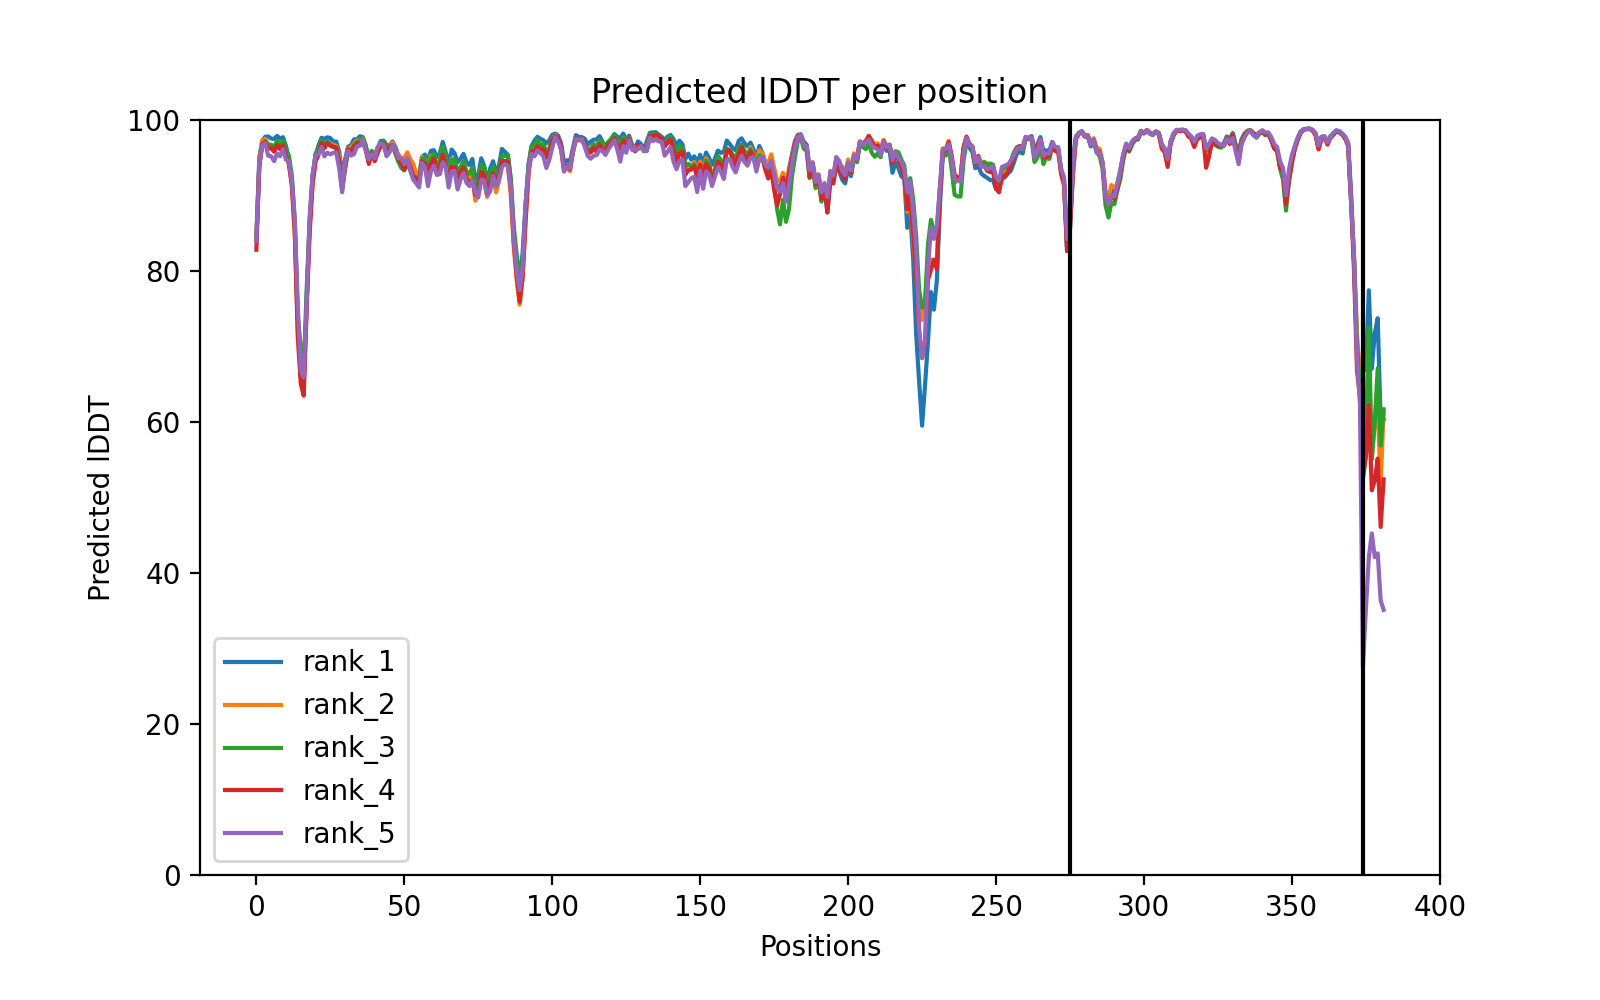 Predicted lDDT per position
100
80
60
40
20
0
Predicted lDDT
rank_1
rank_2
rank_3
rank_4
rank_5
0 50 100 150 200 250 300 350 400
Positions